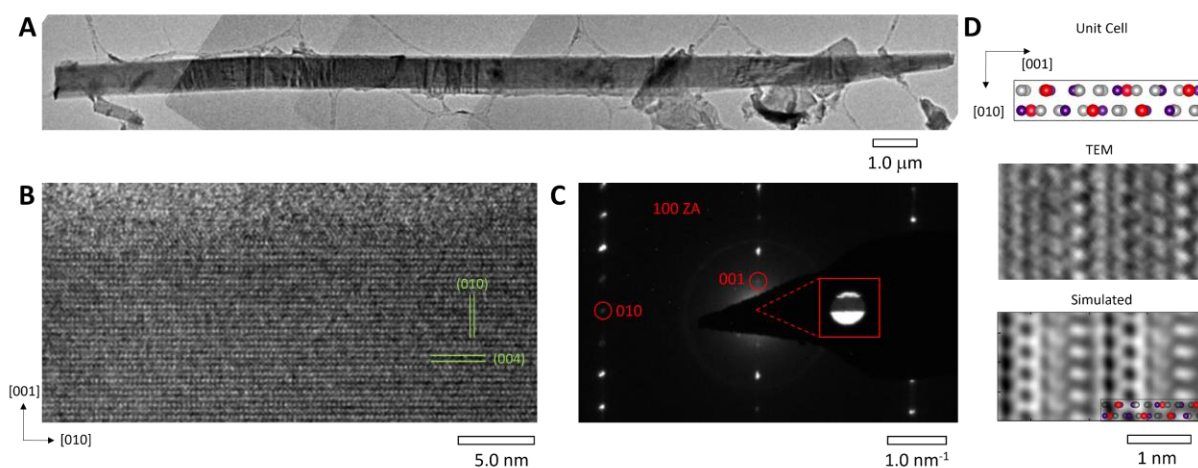 A
1.0 μm
B
(010)
(004)
[001]
[010]
5.0 nm
C
100 ZA
001
010
1.0 nm⁻¹
D
Unit Cell
[001]
[010]
TEM
Simulated
1 nm